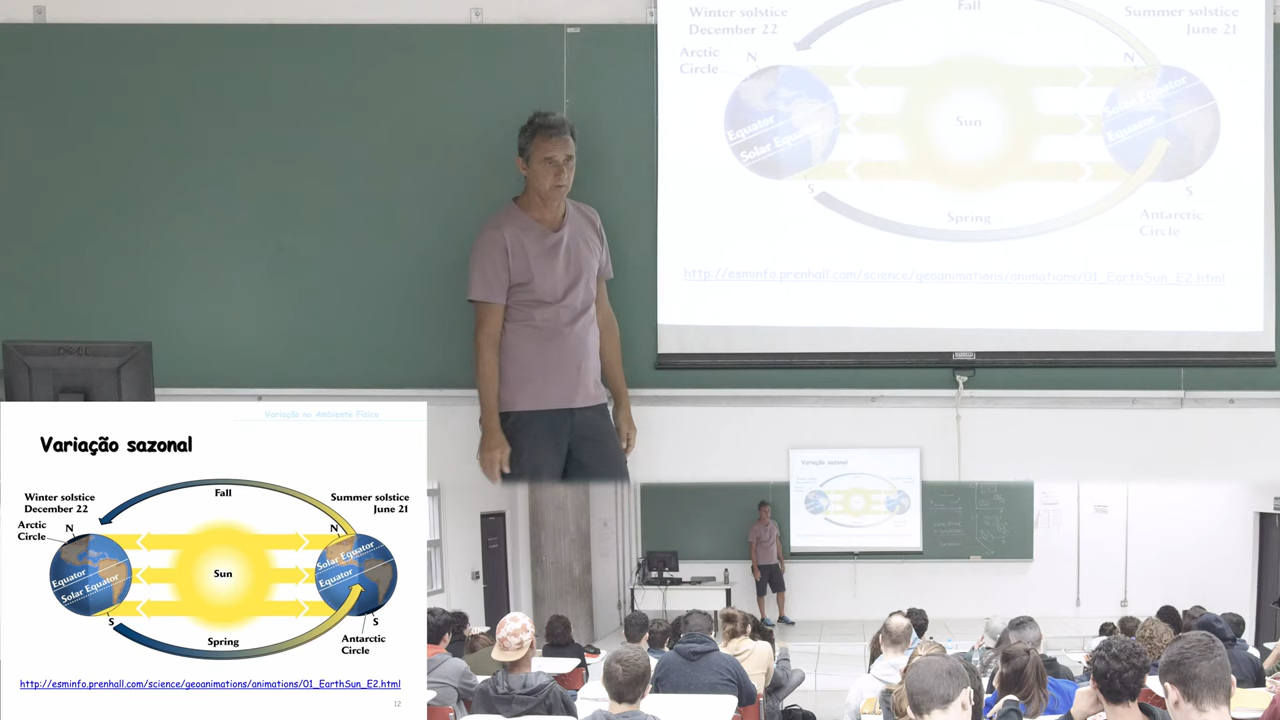 Winter solstice
December 22
Fall
Summer solstice
June 21
Arctic
Circle
N
N
Solar Equator
Equator
Sun
Equator
Solar Equator
S
S
Spring
Antarctic
Circle
http://esminfo.prenhall.com/science/geoanimations/animations/01_EarthSun_E2.html
DELL
Variação no Ambiente Físico
Variação sazonal
Fall
Winter solstice
December 22
Summer solstice
June 21
Arctic
Circle
N
N
Solar Equator
Equator
Sun
Equator
Solar Equator
S
S
Spring
Antarctic
Circle
http://esminfo.prenhall.com/science/geoanimations/animations/01_EarthSun_E2.html
12
Variação sazonal